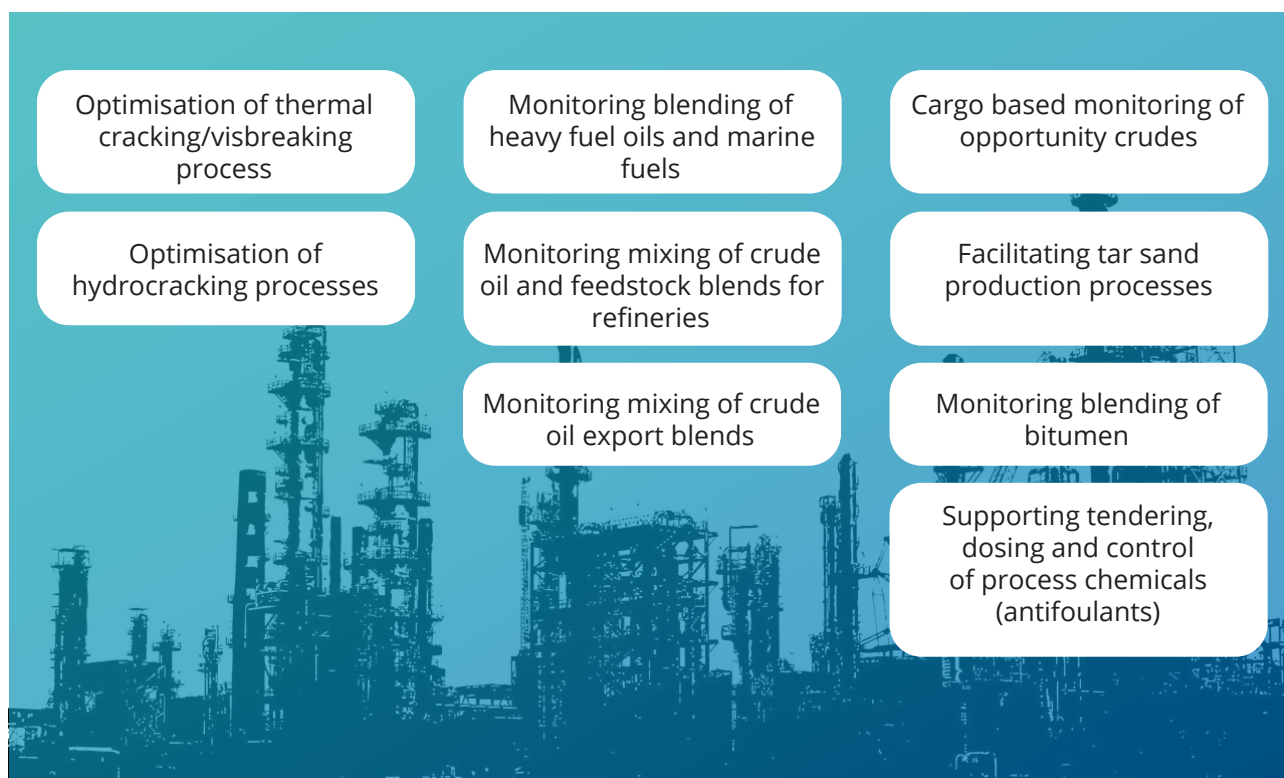 Optimisation of thermal
cracking/visbreaking
process
Optimisation of
hydrocracking processes
Monitoring blending of
heavy fuel oils and marine
fuels
Monitoring mixing of crude
oil and feedstock blends for
refineries
Monitoring mixing of crude
oil export blends
Cargo based monitoring of
opportunity crudes
Facilitating tar sand
production processes
Monitoring blending of
bitumen
Supporting tendering,
dosing and control
of process chemicals
(antifoulants)